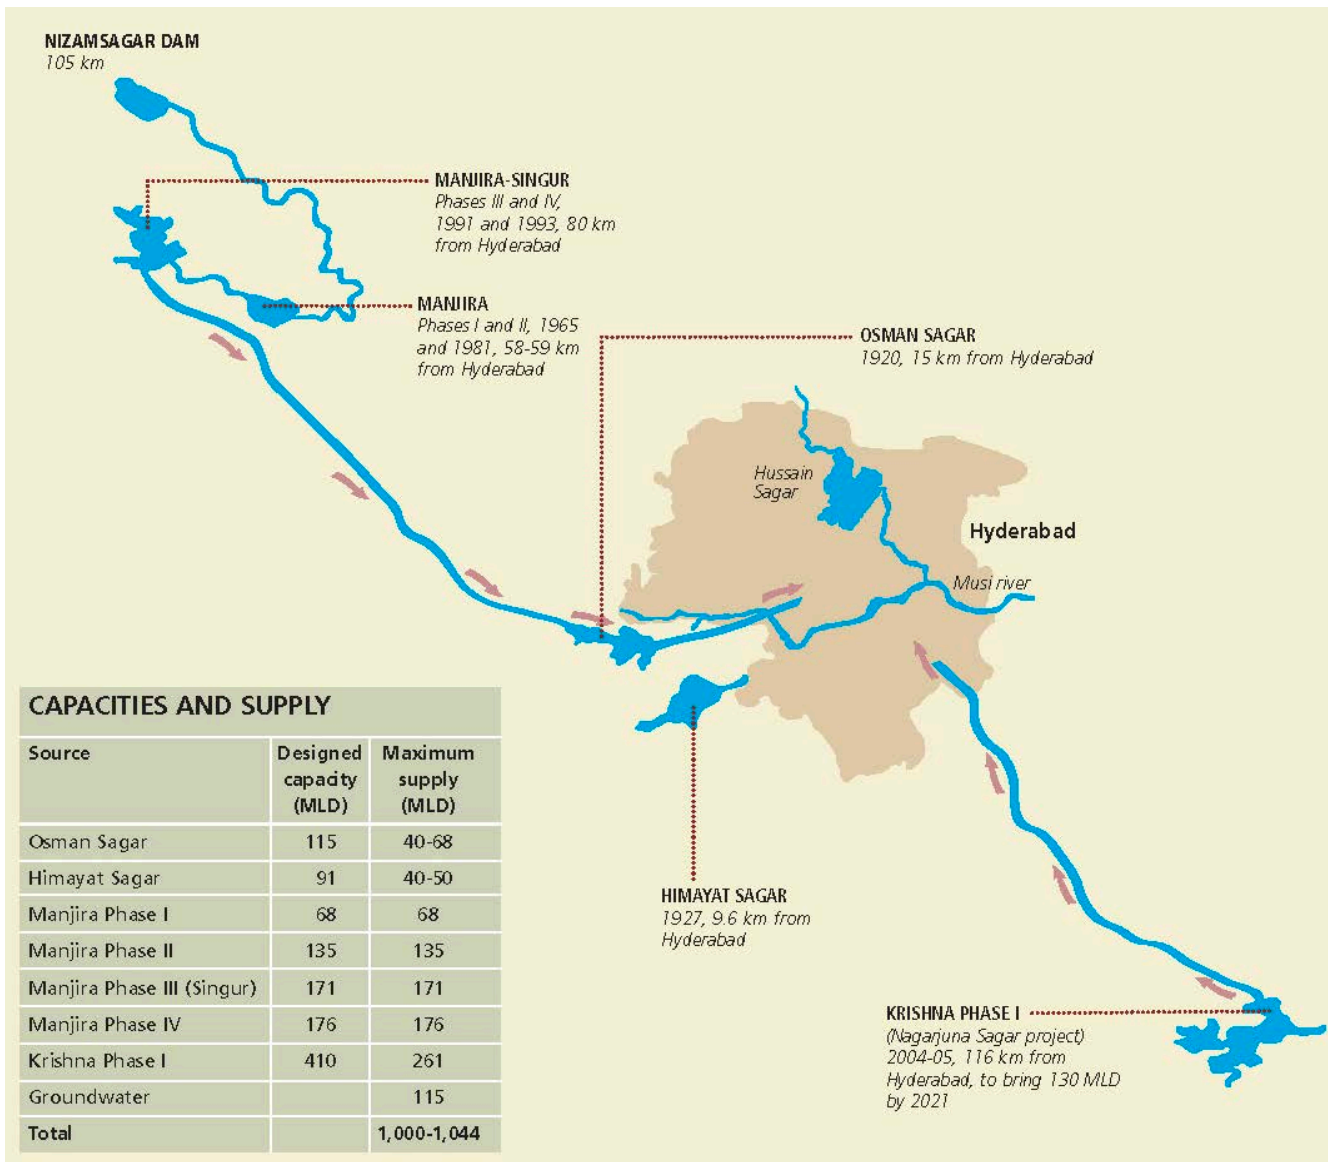 NIZAMSAGAR DAM
105 km
MANJIRA-SINGUR
Phases III and IV,
1991 and 1993, 80 km
from Hyderabad
MANJIRA
Phases I and II, 1965
and 1981, 58-59 km
from Hyderabad
OSMAN SAGAR
1920, 15 km from Hyderabad
Hussain
Sagar
Hyderabad
Musi river
HIMAYAT SAGAR
1927, 9.6 km from
Hyderabad
KRISHNA PHASE I
(Nagarjuna Sagar project)
2004-05, 116 km from
Hyderabad, to bring 130 MLD
by 2021
CAPACITIES AND SUPPLY
Source Designed Maximum
capacity supply
(MLD) (MLD)
Osman Sagar 115 40-68
Himayat Sagar 91 40-50
Manjira Phase I 68 68
Manjira Phase II 135 135
Manjira Phase III (Singur) 171 171
Manjira Phase IV 176 176
Krishna Phase I 410 261
Groundwater 115
Total 1,000-1,044